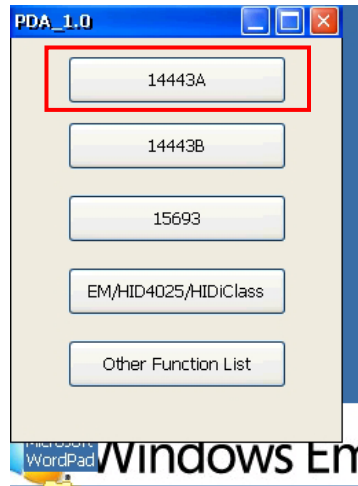 PDA_1.0
14443A
14443B
15693
EM/HID4025/HIDiClass
Other Function List
Microsoft
WordPad
Windows Em